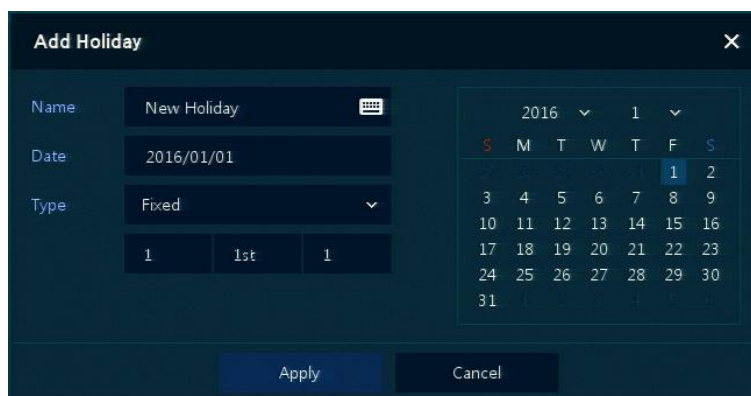 Add Holiday
Name New Holiday
Date 2016/01/01
Type Fixed
1 1st 1
2016 1
S M T W T F S
1 2
3 4 5 6 7 8 9
10 11 12 13 14 15 16
17 18 19 20 21 22 23
24 25 26 27 28 29 30
31
Apply Cancel